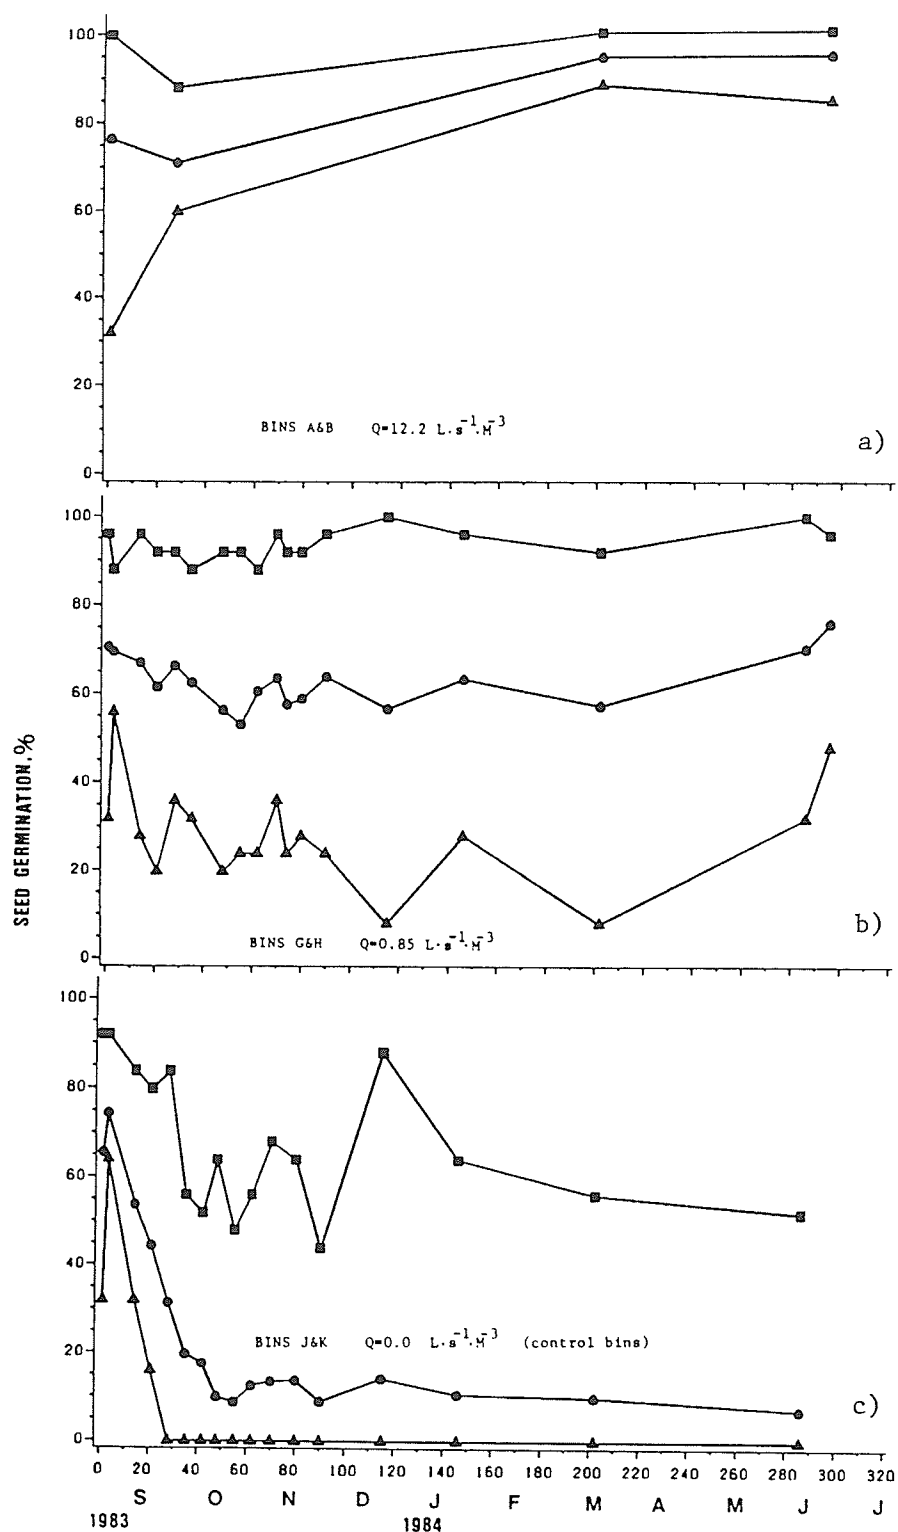 100
80
60
40
20
0
BINS A&B Q=12.2 L·s⁻¹·M⁻³
a)
100
80
60
40
20
0
BINS G&H Q=0.85 L·s⁻¹·M⁻³
b)
SEED GERMINATION,%
100
80
60
40
20
0
BINS J&K Q=0.0 L·s⁻¹·M⁻³ (control bins)
c)
0 20 40 60 80 100 120 140 160 180 200 220 240 260 280 300 320
S O N D J F M A M J J
1983 1984